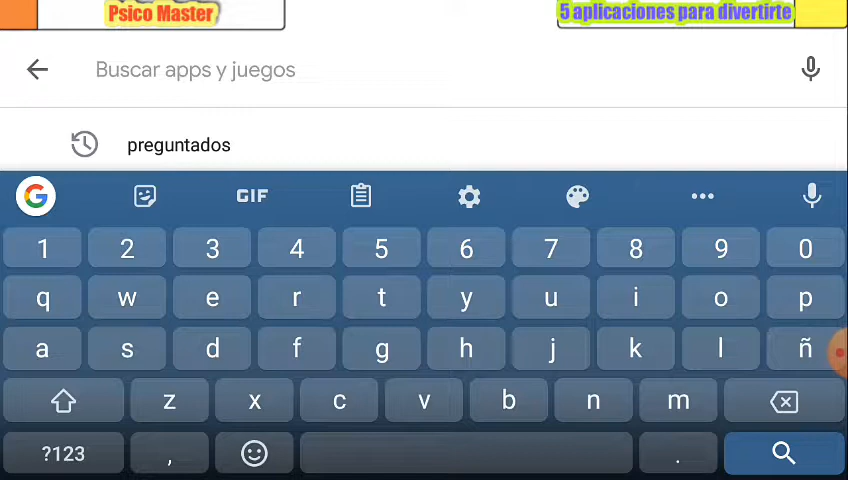 Psico Master
5 aplicaciones para divertirte
Buscar apps y juegos
preguntados
G GIF
1 2 3 4 5 6 7 8 9 0
q w e r t y u i o p
a s d f g h j k l ñ
z x c v b n m
?123 , .